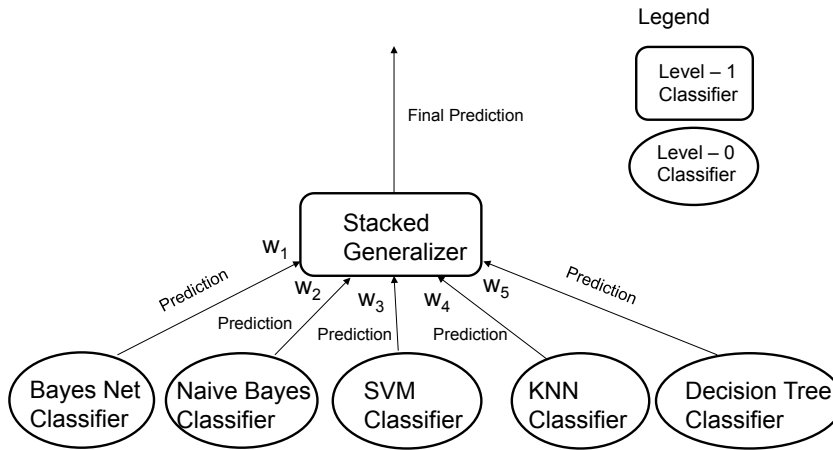 Legend
Level – 1
Classifier
Level – 0
Classifier
Final Prediction
Stacked
Generalizer
w1
w2
w3
w4
w5
Prediction
Prediction
Prediction
Prediction
Prediction
Bayes Net
Classifier
Naive Bayes
Classifier
SVM
Classifier
KNN
Classifier
Decision Tree
Classifier